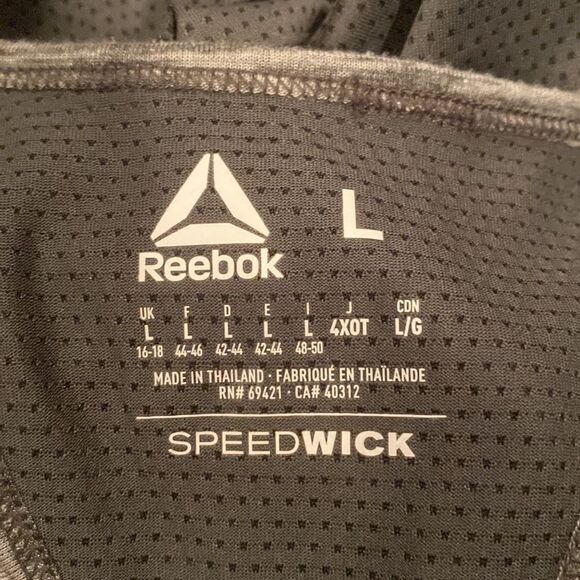 L
Reebok
UK F D E I J CDN
L L L L L 4XOT L/G
16-18 44-46 42-44 42-44 48-50
MADE IN THAILAND · FABRIQUÉ EN THAÏLANDE
RN# 69421 · CA# 40312
SPEEDWICK